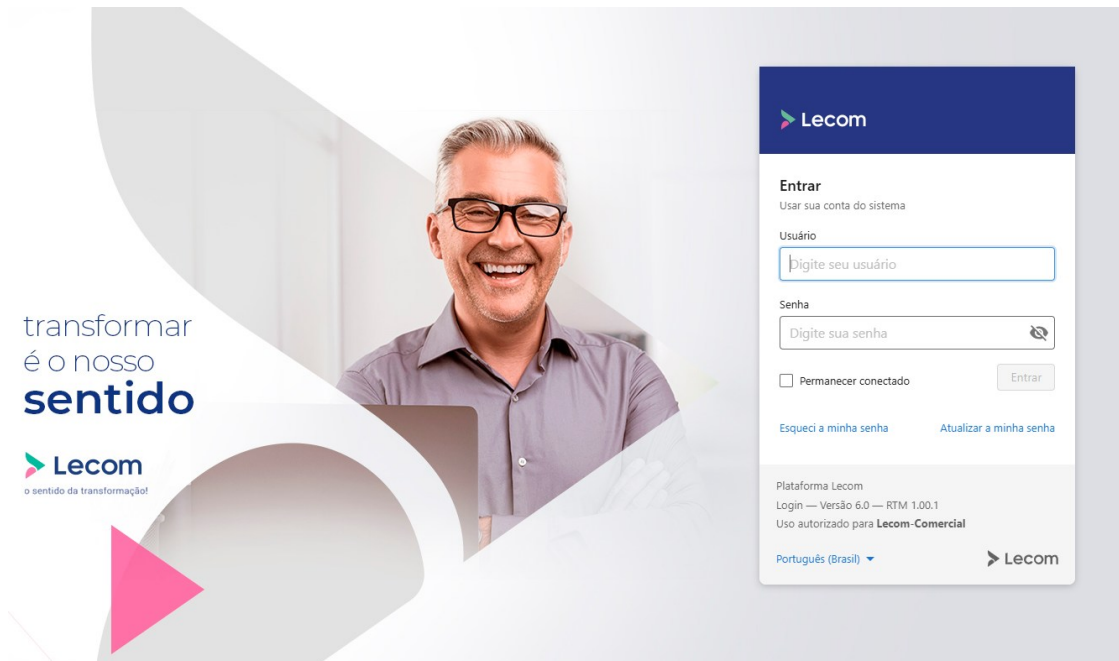 transformar
é o nosso
sentido
Lecom
o sentido da transformação!
Lecom
Entrar
Usar sua conta do sistema
Usuário
Digite seu usuário
Senha
Digite sua senha
Permanecer conectado
Entrar
Esqueci a minha senha
Atualizar a minha senha
Plataforma Lecom
Login — Versão 6.0 — RTM 1.00.1
Uso autorizado para Lecom-Comercial
Português (Brasil)
Lecom